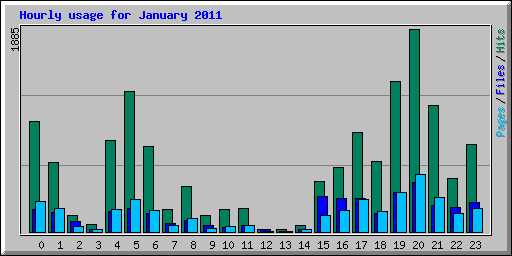 Hourly usage for January 2011
1885
Pages / Files / Hits
0 1 2 3 4 5 6 7 8 9 10 11 12 13 14 15 16 17 18 19 20 21 22 23